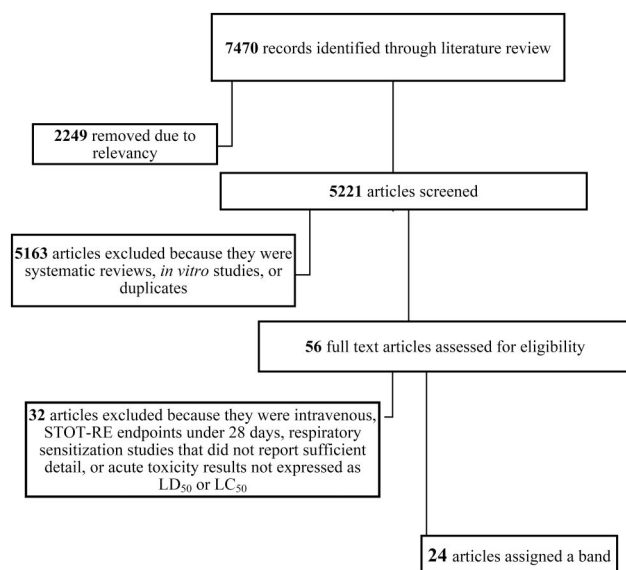 7470 records identified through literature review
2249 removed due to
relevancy
5221 articles screened
5163 articles excluded because they were
systematic reviews, in vitro studies, or
duplicates
56 full text articles assessed for eligibility
32 articles excluded because they were intravenous,
STOT-RE endpoints under 28 days, respiratory
sensitization studies that did not report sufficient
detail, or acute toxicity results not expressed as
LD50 or LC50
24 articles assigned a band